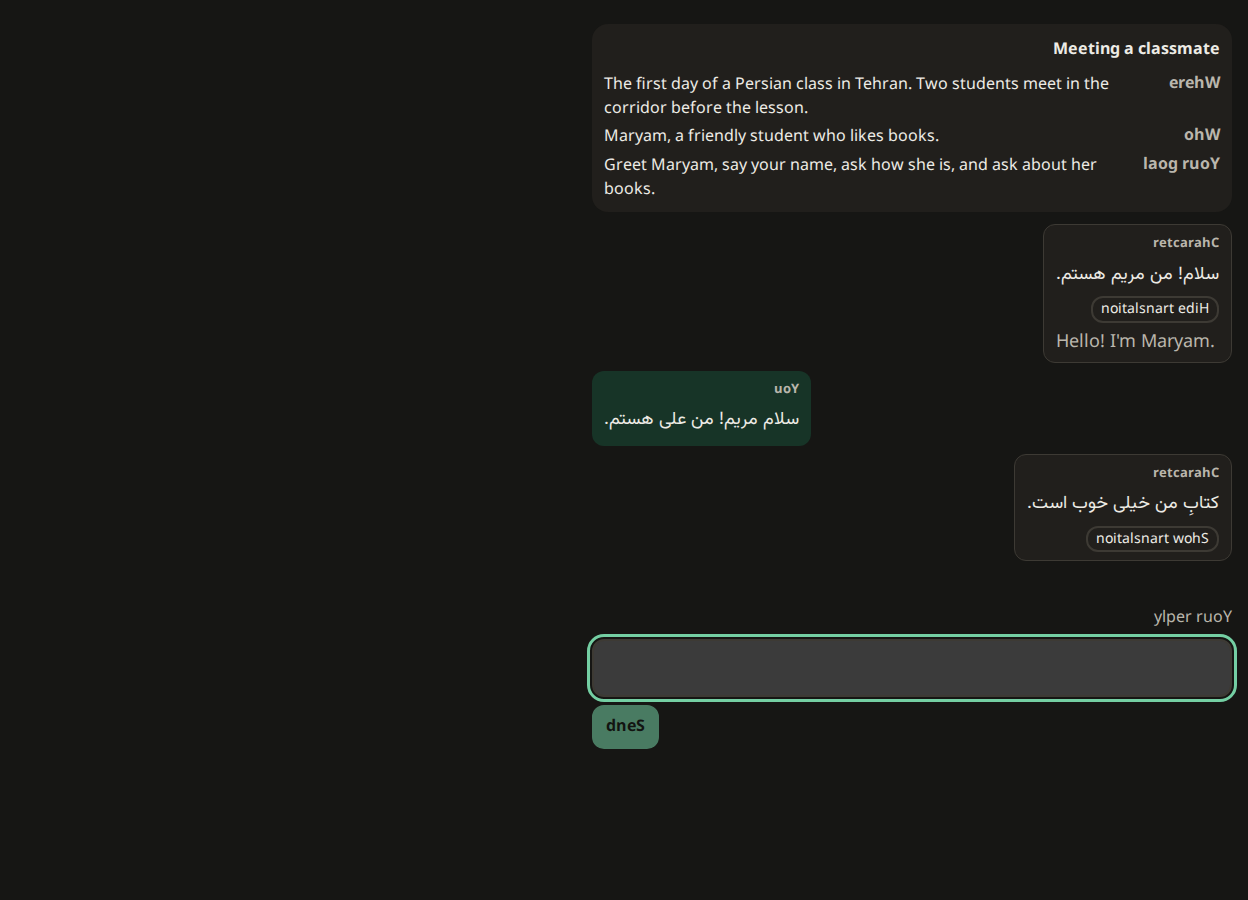 Meeting a classmate
erehW
The first day of a Persian class in Tehran. Two students meet in the
corridor before the lesson.
ohW
Maryam, a friendly student who likes books.
laog ruoY
Greet Maryam, say your name, ask how she is, and ask about her
books.
retcarahC
سلام! من مریم هستم.
noitalsnart ediH
Hello! I'm Maryam.
uoY
سلام مریم! من علی هستم.
retcarahC
کتابِ من خیلی خوب است.
noitalsnart wohS
ylper ruoY
dneS